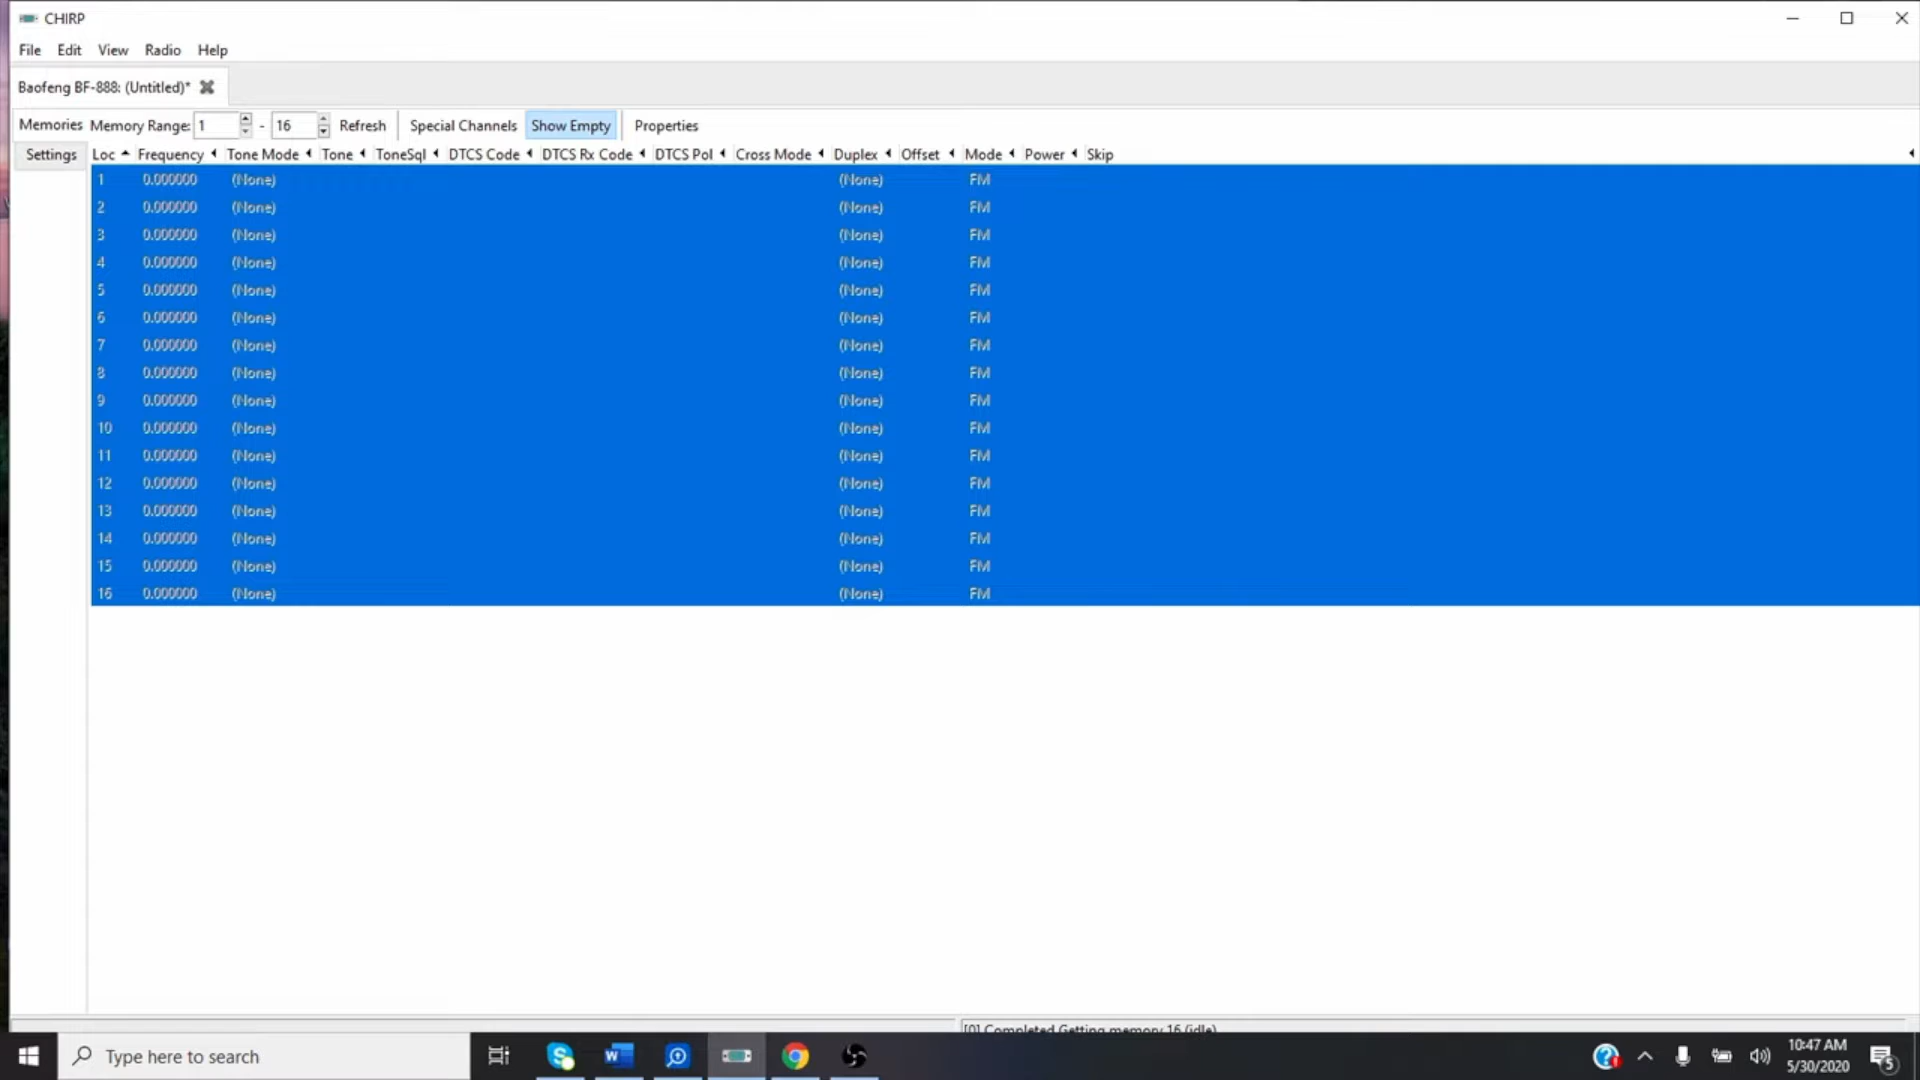 CHIRP
File Edit View Radio Help
Baofeng BF-888: (Untitled)*
Memories Memory Range: 1 - 16 Refresh Special Channels Show Empty Properties
Settings Loc Frequency Tone Mode Tone ToneSql DTCS Code DTCS Rx Code DTCS Pol Cross Mode Duplex Offset Mode Power Skip
1 0.000000 (None) (None) FM
2 0.000000 (None) (None) FM
3 0.000000 (None) (None) FM
4 0.000000 (None) (None) FM
5 0.000000 (None) (None) FM
6 0.000000 (None) (None) FM
7 0.000000 (None) (None) FM
8 0.000000 (None) (None) FM
9 0.000000 (None) (None) FM
10 0.000000 (None) (None) FM
11 0.000000 (None) (None) FM
12 0.000000 (None) (None) FM
13 0.000000 (None) (None) FM
14 0.000000 (None) (None) FM
15 0.000000 (None) (None) FM
16 0.000000 (None) (None) FM
[0] Completed Getting memory 16 (idle)
Type here to search
10:47 AM
5/30/2020
5